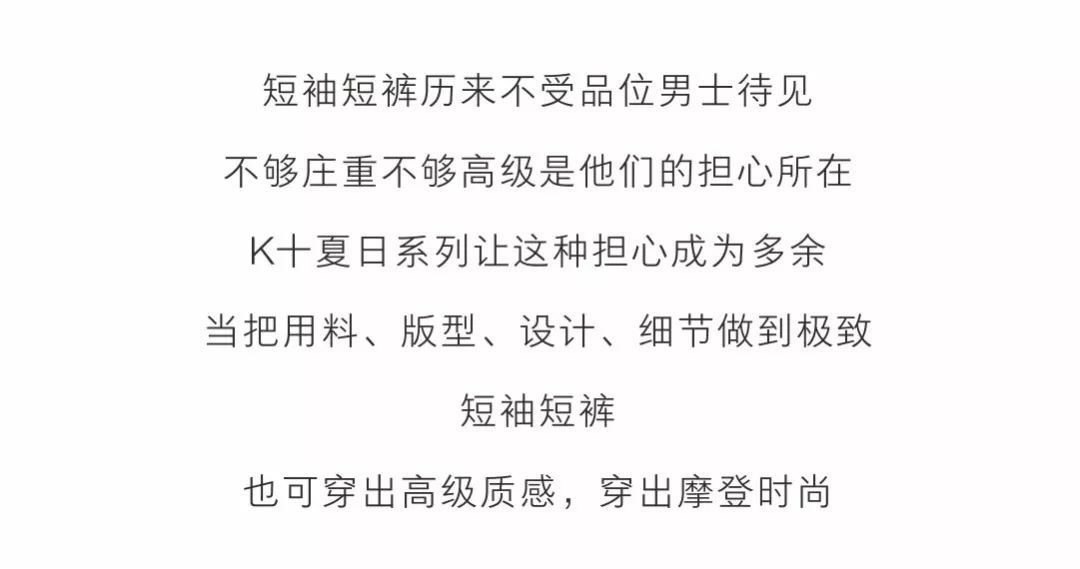 短袖短裤历来不受品位男士待见
不够庄重不够高级是他们的担心所在
K十夏日系列让这种担心成为多余
当把用料、版型、设计、细节做到极致
短袖短裤
也可穿出高级质感，穿出摩登时尚